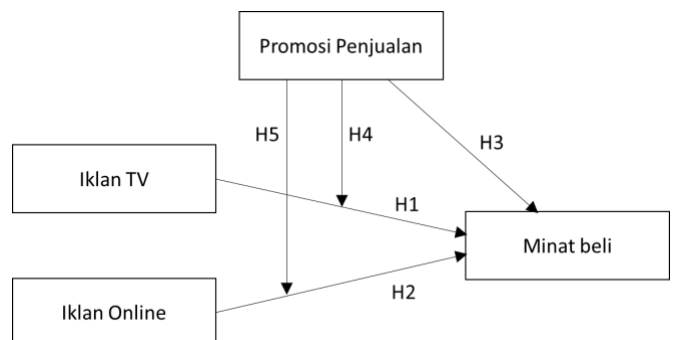 Promosi Penjualan
H5
H4
H3
Iklan TV
H1
Minat beli
H2
Iklan Online